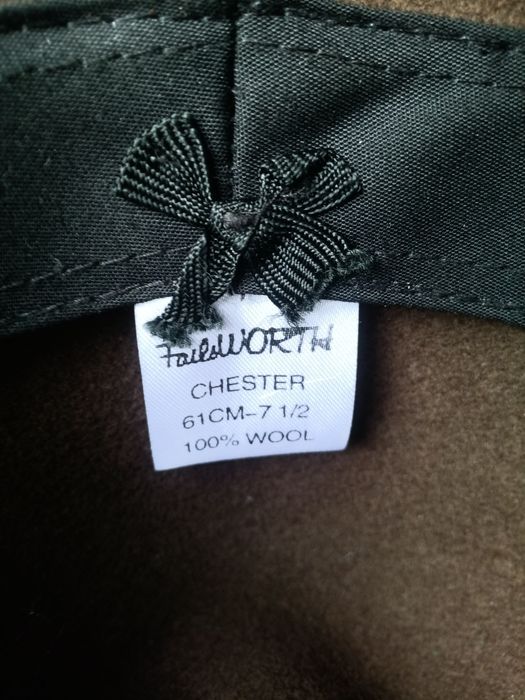 FailsWORTH
CHESTER
61CM-7 1/2
100% WOOL